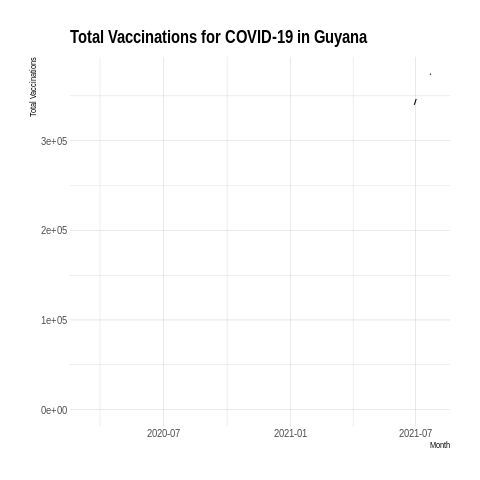 Total Vaccinations for COVID-19 in Guyana
Total Vaccinations
3e+05
2e+05
1e+05
0e+00
2020-07 2021-01 2021-07
Month